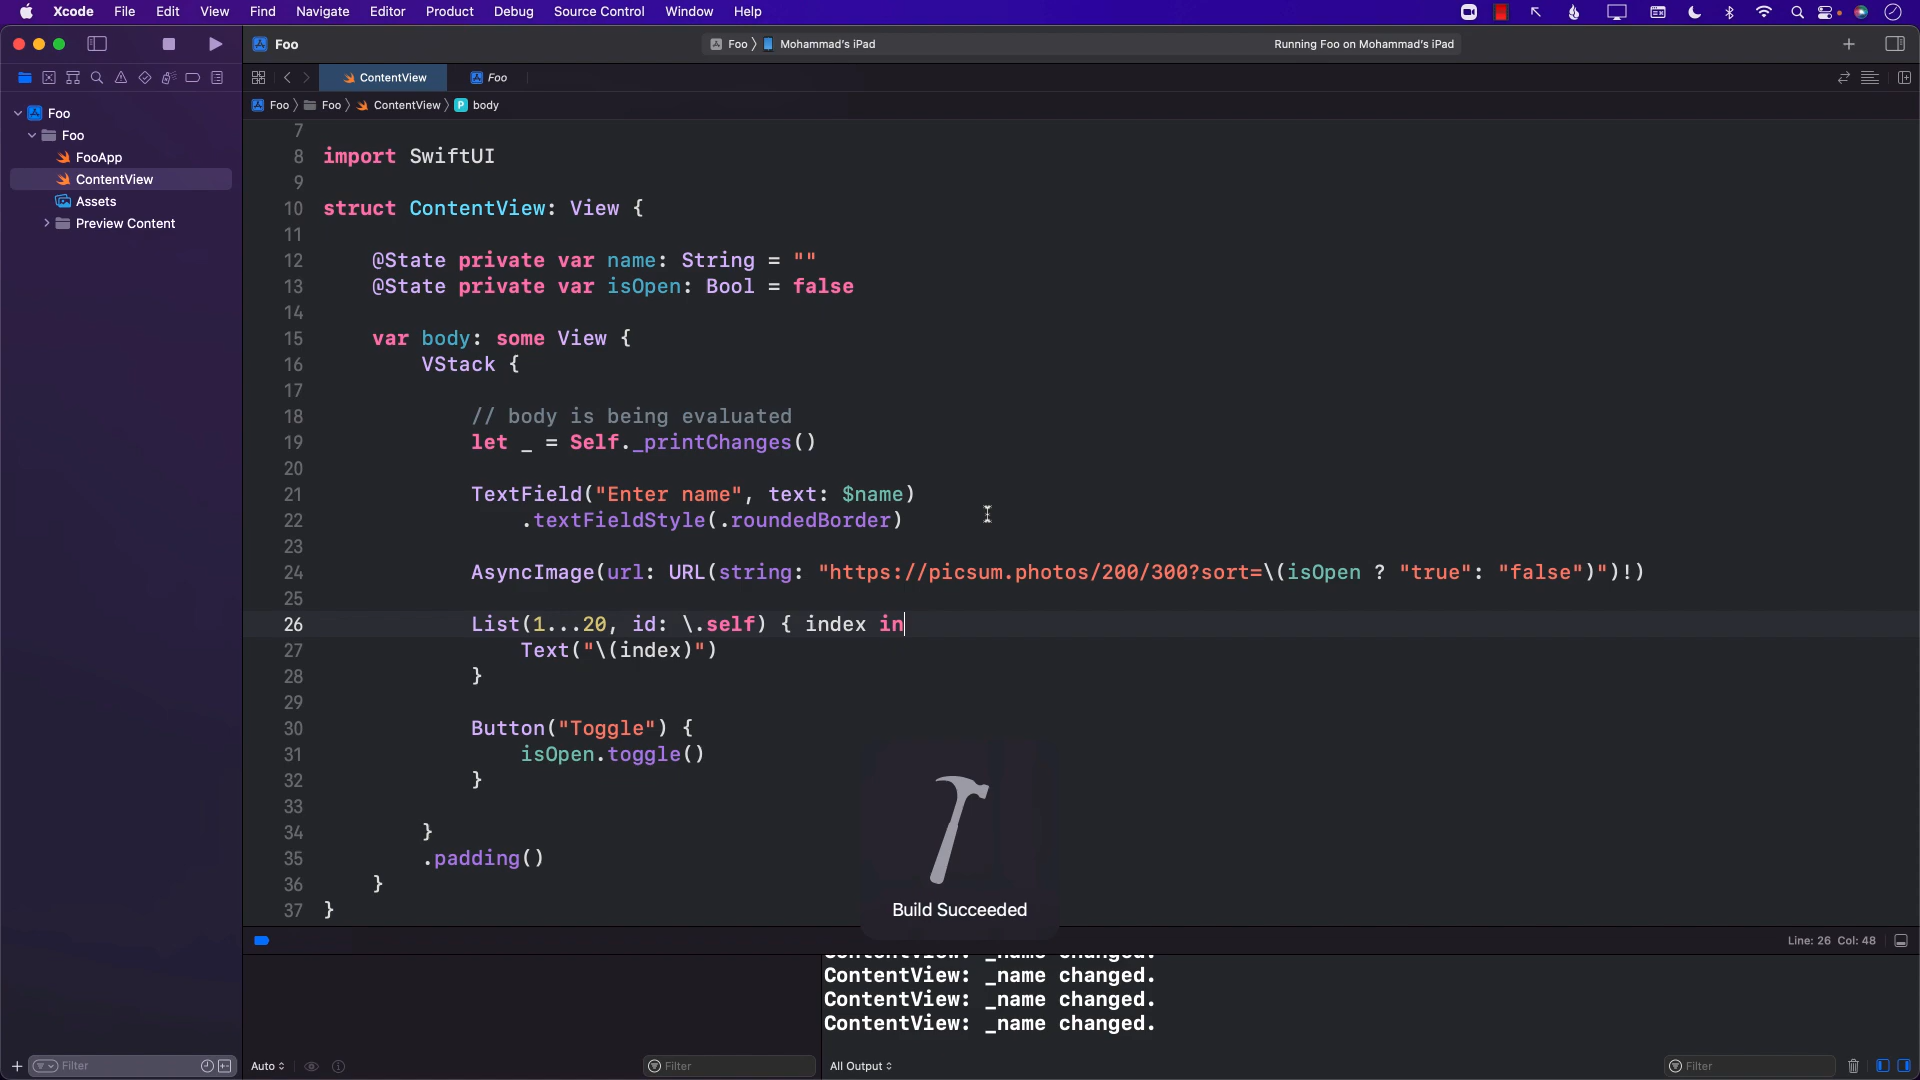 Xcode File Edit View Find Navigate Editor Product Debug Source Control Window Help
Foo
Foo 〉 Mohammad's iPad
Running Foo on Mohammad's iPad
ContentView
Foo
Foo 〉 Foo 〉 ContentView 〉 P body
Foo
Foo
FooApp
ContentView
Assets
Preview Content
7
8 import SwiftUI
9
10 struct ContentView: View {
11
12 @State private var name: String = ""
13 @State private var isOpen: Bool = false
14
15 var body: some View {
16 VStack {
17
18 // body is being evaluated
19 let _ = Self._printChanges()
20
21 TextField("Enter name", text: $name)
22 .textFieldStyle(.roundedBorder)
23
24 AsyncImage(url: URL(string: "https://picsum.photos/200/300?sort=\(isOpen ? "true": "false")")!)
25
26 List(1...20, id: \.self) { index in
27 Text("\(index)")
28 }
29
30 Button("Toggle") {
31 isOpen.toggle()
32 }
33
34 }
35 .padding()
36 }
37 }
Build Succeeded
Line: 26 Col: 48
ContentView: _name changed.
ContentView: _name changed.
ContentView: _name changed.
ContentView: _name changed.
Filter
Auto
Filter
All Output
Filter